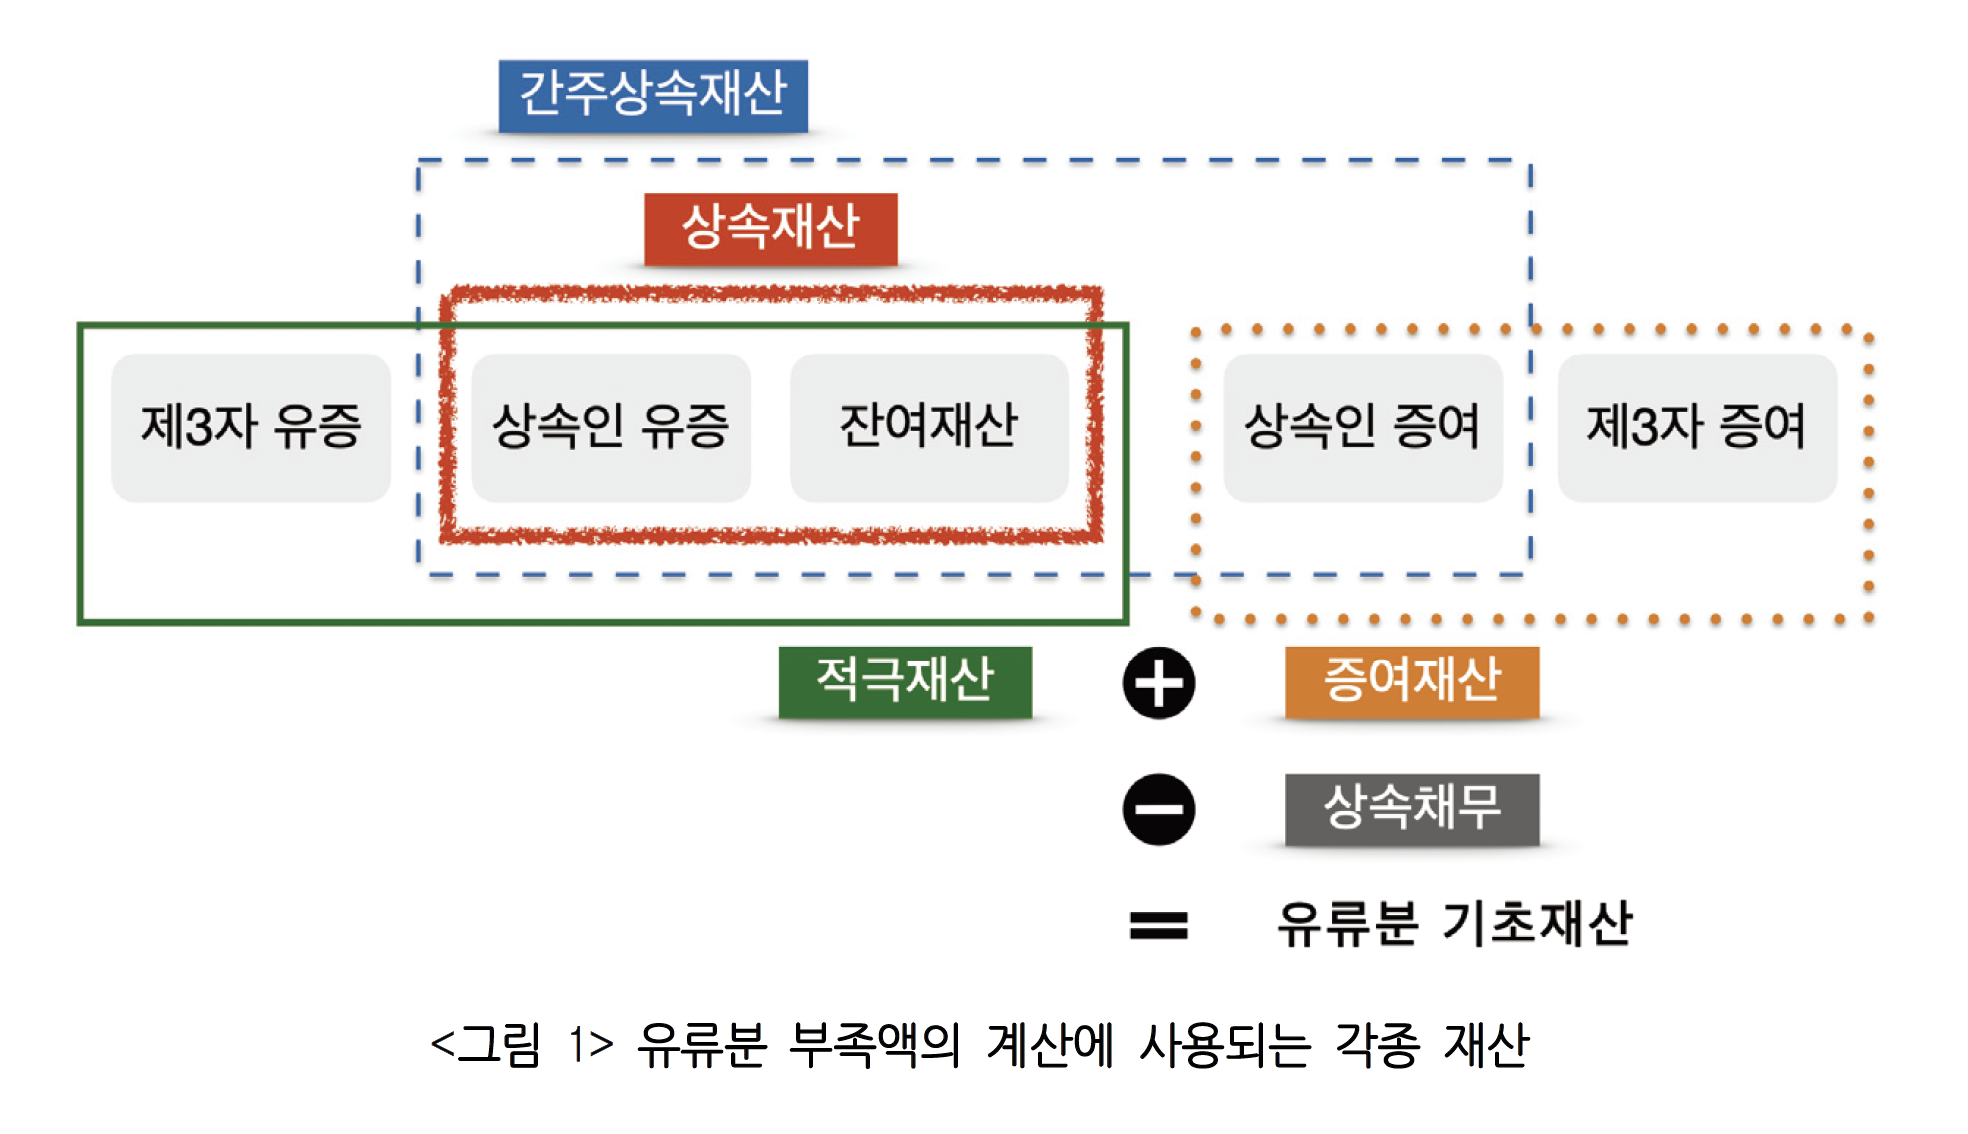 간주상속재산
상속재산
제3자 유증 상속인 유증 잔여재산 상속인 증여 제3자 증여
적극재산 + 증여재산
− 상속채무
= 유류분 기초재산
<그림 1> 유류분 부족액의 계산에 사용되는 각종 재산